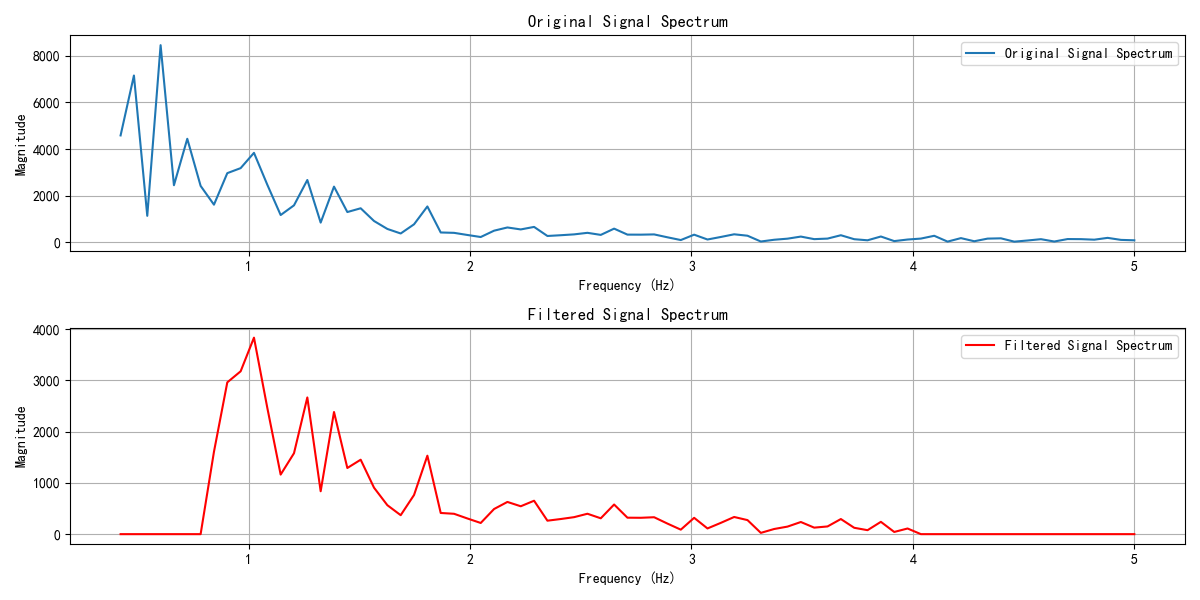 Original Signal Spectrum
Original Signal Spectrum
Magnitude
8000
6000
4000
2000
0
1 2 3 4 5
Frequency (Hz)
Filtered Signal Spectrum
Filtered Signal Spectrum
Magnitude
4000
3000
2000
1000
0
1 2 3 4 5
Frequency (Hz)